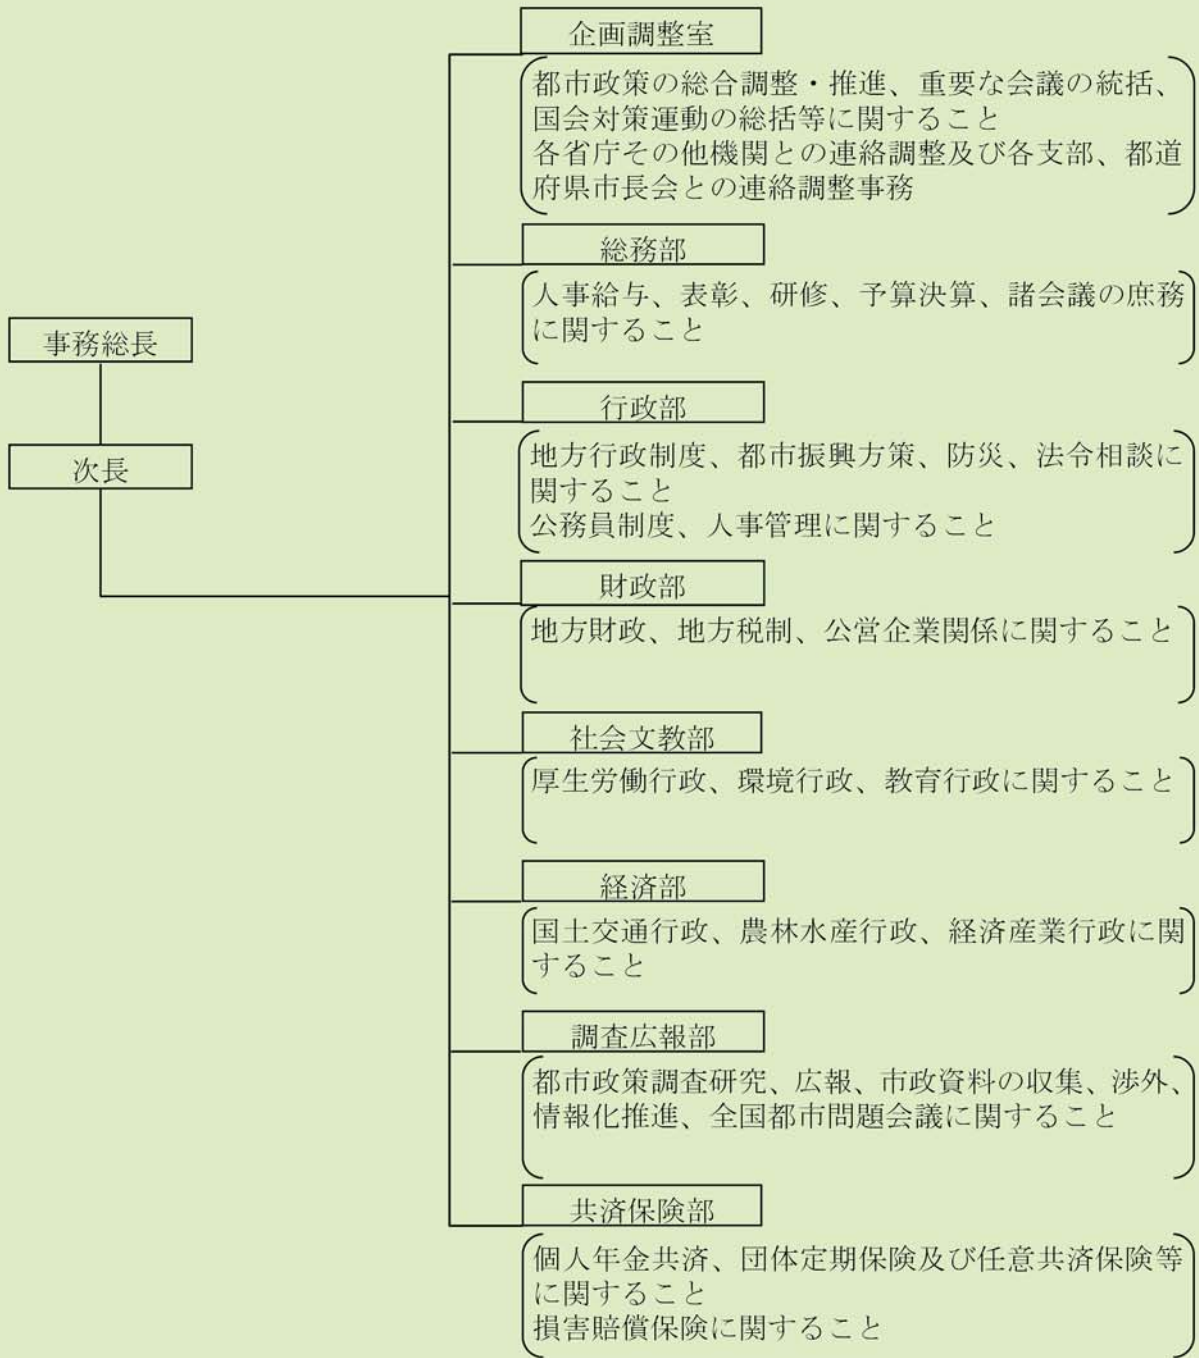 事務総長
次長
企画調整室
都市政策の総合調整・推進、重要な会議の統括、
国会対策運動の総括等に関すること
各省庁その他機関との連絡調整及び各支部、都道
府県市長会との連絡調整事務
総務部
人事給与、表彰、研修、予算決算、諸会議の庶務
に関すること
行政部
地方行政制度、都市振興方策、防災、法令相談に
関すること
公務員制度、人事管理に関すること
財政部
地方財政、地方税制、公営企業関係に関すること
社会文教部
厚生労働行政、環境行政、教育行政に関すること
経済部
国土交通行政、農林水産行政、経済産業行政に関
すること
調査広報部
都市政策調査研究、広報、市政資料の収集、渉外、
情報化推進、全国都市問題会議に関すること
共済保険部
個人年金共済、団体定期保険及び任意共済保険等
に関すること
損害賠償保険に関すること